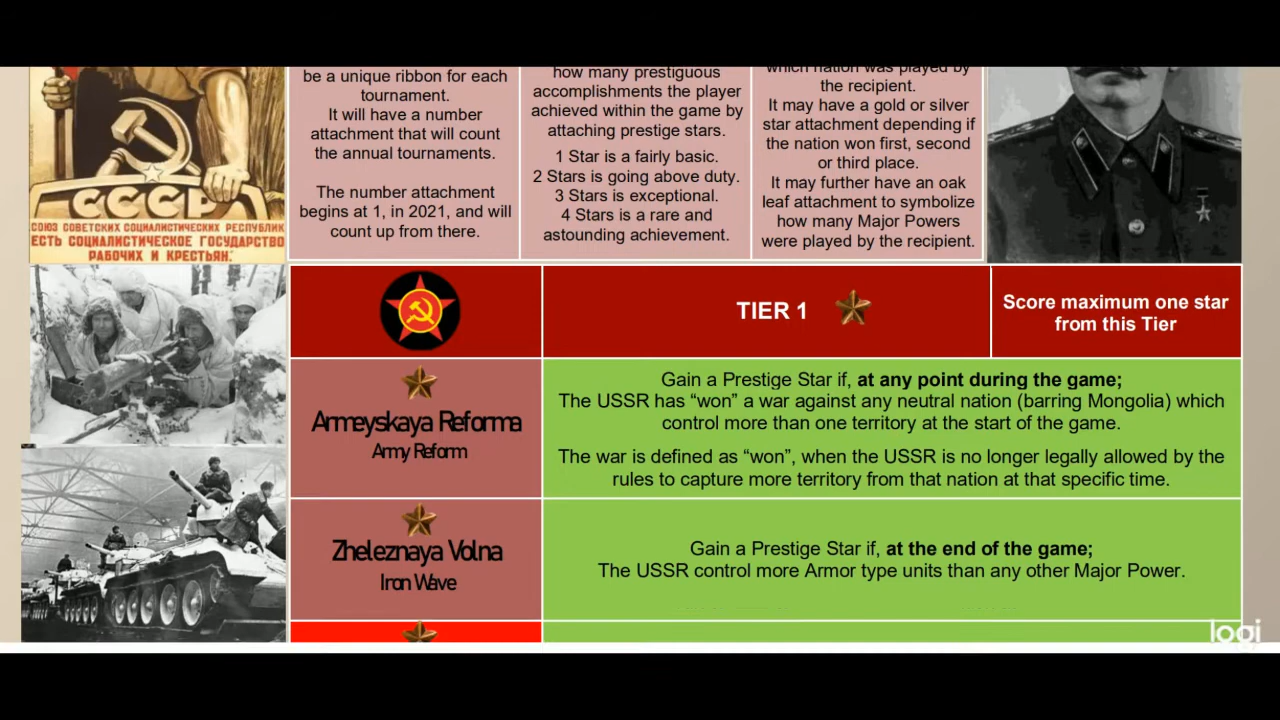 СССР
СОЮЗ СОВЕТСКИХ СОЦИАЛИСТИЧЕСКИХ РЕСПУБЛИК
ЕСТЬ СОЦИАЛИСТИЧЕСКОЕ ГОСУДАРСТВО
РАБОЧИХ И КРЕСТЬЯН."
be a unique ribbon for each
tournament.
It will have a number
attachment that will count
the annual tournaments.
The number attachment
begins at 1, in 2021, and will
count up from there.
how many prestiguous
accomplishments the player
achieved within the game by
attaching prestige stars.
1 Star is a fairly basic.
2 Stars is going above duty.
3 Stars is exceptional.
4 Stars is a rare and
astounding achievement.
which nation was played by
the recipient.
It may have a gold or silver
star attachment depending if
the nation won first, second
or third place.
It may further have an oak
leaf attachment to symbolize
how many Major Powers
were played by the recipient.
TIER 1
Score maximum one star
from this Tier
Armeyskaya Reforma
Army Reform
Gain a Prestige Star if, at any point during the game;
The USSR has “won” a war against any neutral nation (barring Mongolia) which
control more than one territory at the start of the game.
The war is defined as “won”, when the USSR is no longer legally allowed by the
rules to capture more territory from that nation at that specific time.
Zheleznaya Volna
Iron Wave
Gain a Prestige Star if, at the end of the game;
The USSR control more Armor type units than any other Major Power.
logi